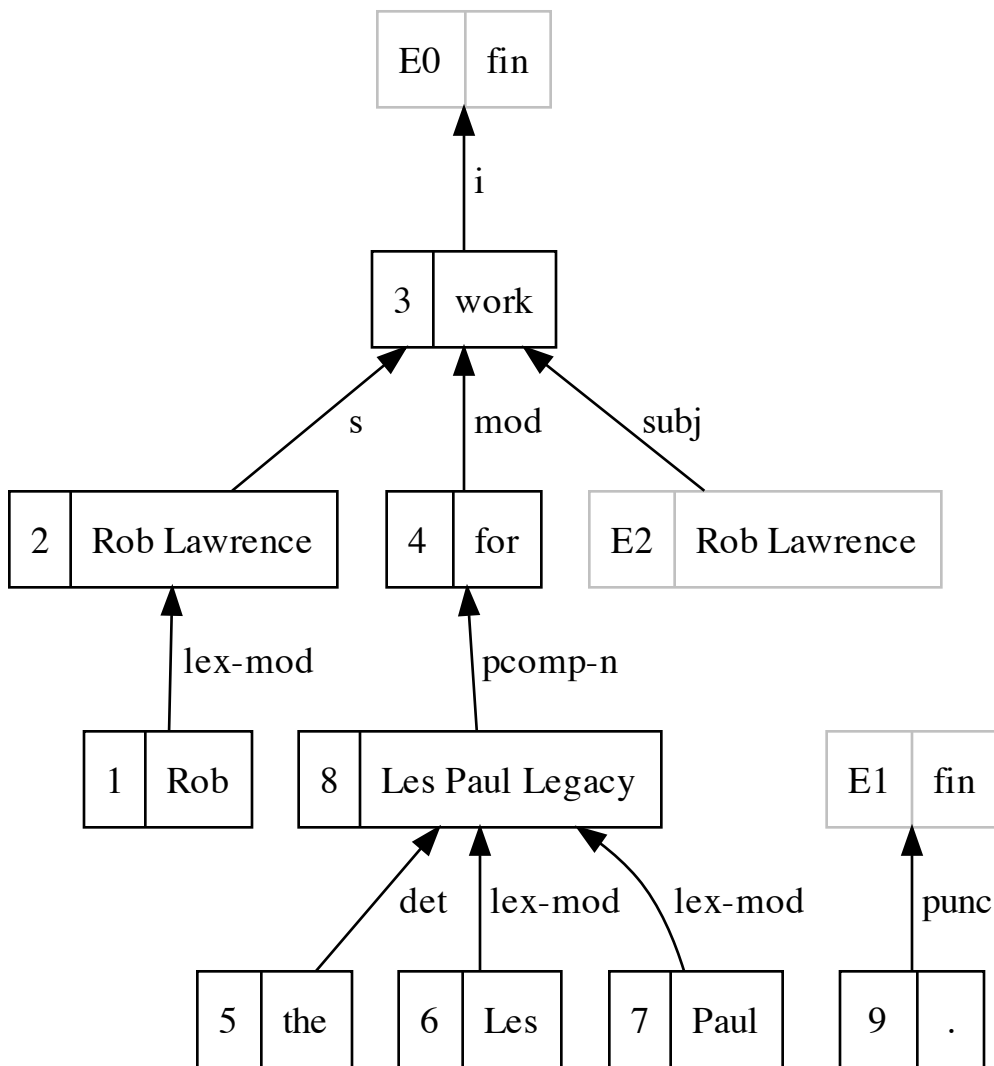 E0 fin
i
3 work
s mod subj
2 Rob Lawrence 4 for E2 Rob Lawrence
lex-mod pcomp-n
1 Rob 8 Les Paul Legacy E1 fin
det lex-mod lex-mod punc
5 the 6 Les 7 Paul 9 .